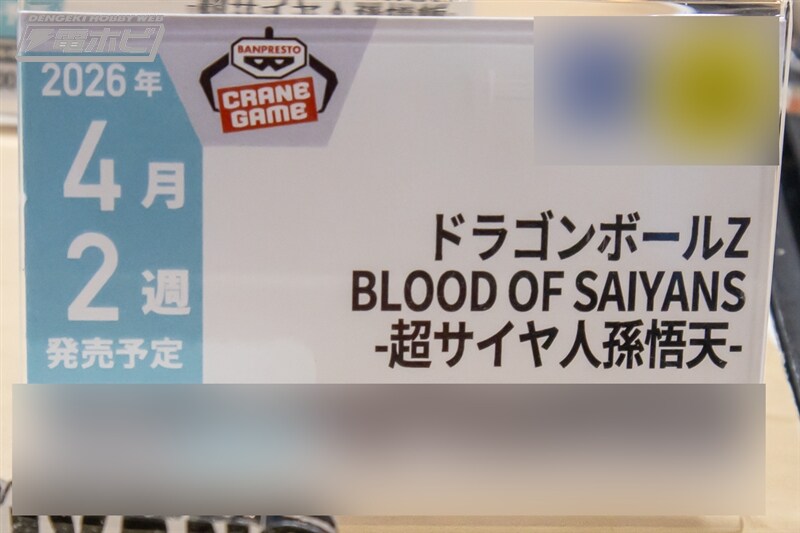 DENGEKI HOBBY WEB
電ホビ
2026年
4月
2週
発売予定
BANPRESTO
CRANE
GAME
ドラゴンボールZ
BLOOD OF SAIYANS
-超サイヤ人孫悟天-